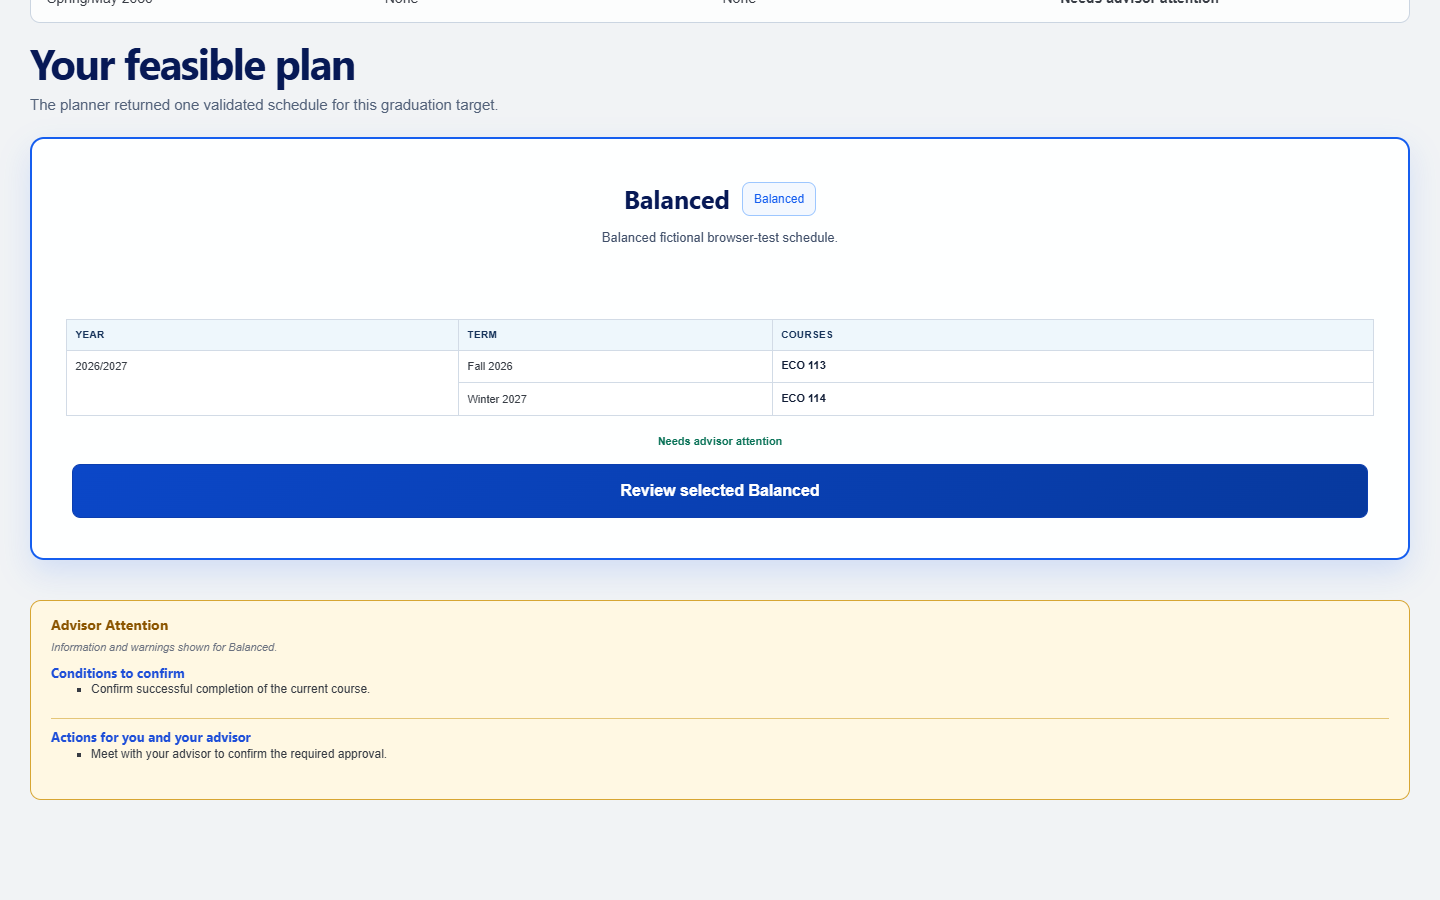 Your feasible plan
The planner returned one validated schedule for this graduation target.
Balanced Balanced
Balanced fictional browser-test schedule.
YEAR TERM COURSES
2026/2027 Fall 2026 ECO 113
Winter 2027 ECO 114
Needs advisor attention
Review selected Balanced
Advisor Attention
Information and warnings shown for Balanced.
Conditions to confirm
▪ Confirm successful completion of the current course.
Actions for you and your advisor
▪ Meet with your advisor to confirm the required approval.